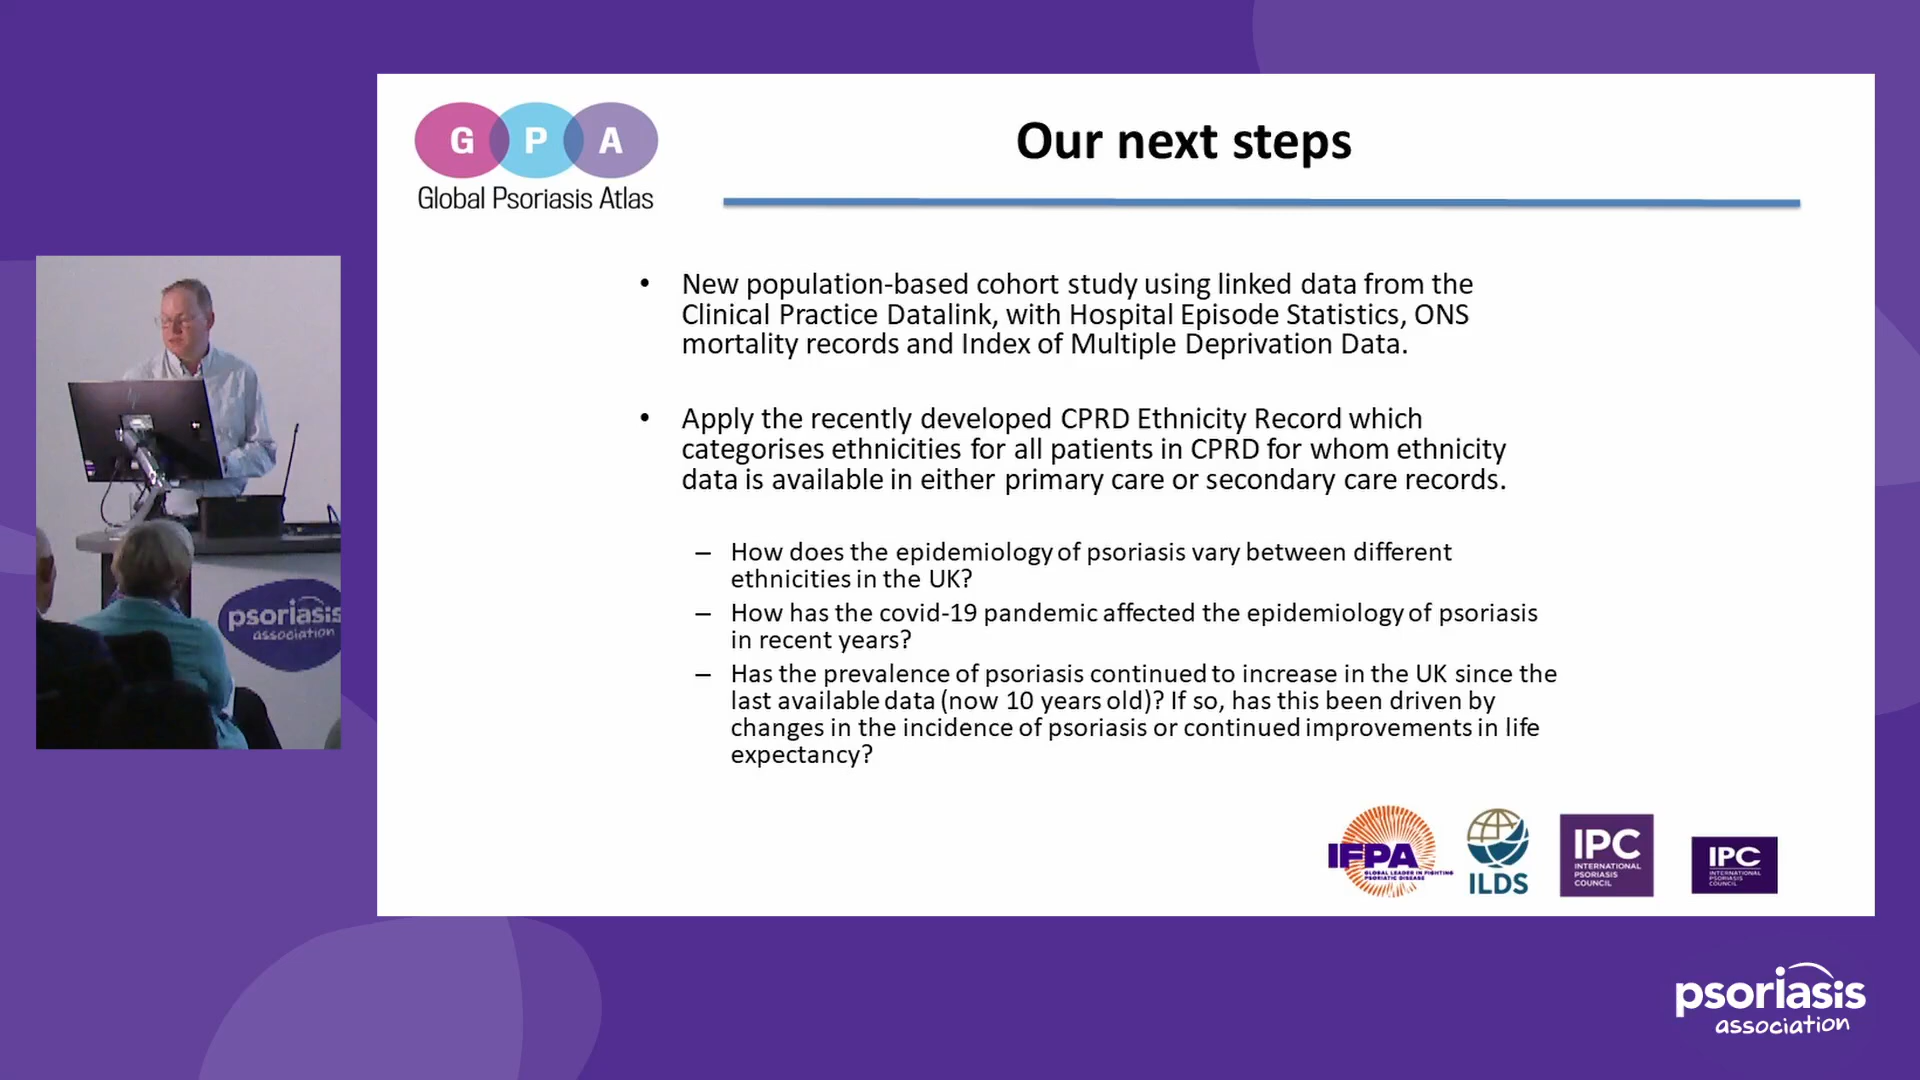 G P A
Global Psoriasis Atlas
Our next steps
• New population-based cohort study using linked data from the
Clinical Practice Datalink, with Hospital Episode Statistics, ONS
mortality records and Index of Multiple Deprivation Data.
• Apply the recently developed CPRD Ethnicity Record which
categorises ethnicities for all patients in CPRD for whom ethnicity
data is available in either primary care or secondary care records.
– How does the epidemiology of psoriasis vary between different
ethnicities in the UK?
– How has the covid-19 pandemic affected the epidemiology of psoriasis
in recent years?
– Has the prevalence of psoriasis continued to increase in the UK since the
last available data (now 10 years old)? If so, has this been driven by
changes in the incidence of psoriasis or continued improvements in life
expectancy?
psoriasis
association
IFPA
GLOBAL LEADER IN FIGHTING
PSORIATIC DISEASE
ILDS
IPC
INTERNATIONAL
PSORIASIS
COUNCIL
IPC
INTERNATIONAL
PSORIASIS
COUNCIL
psoriasis
association